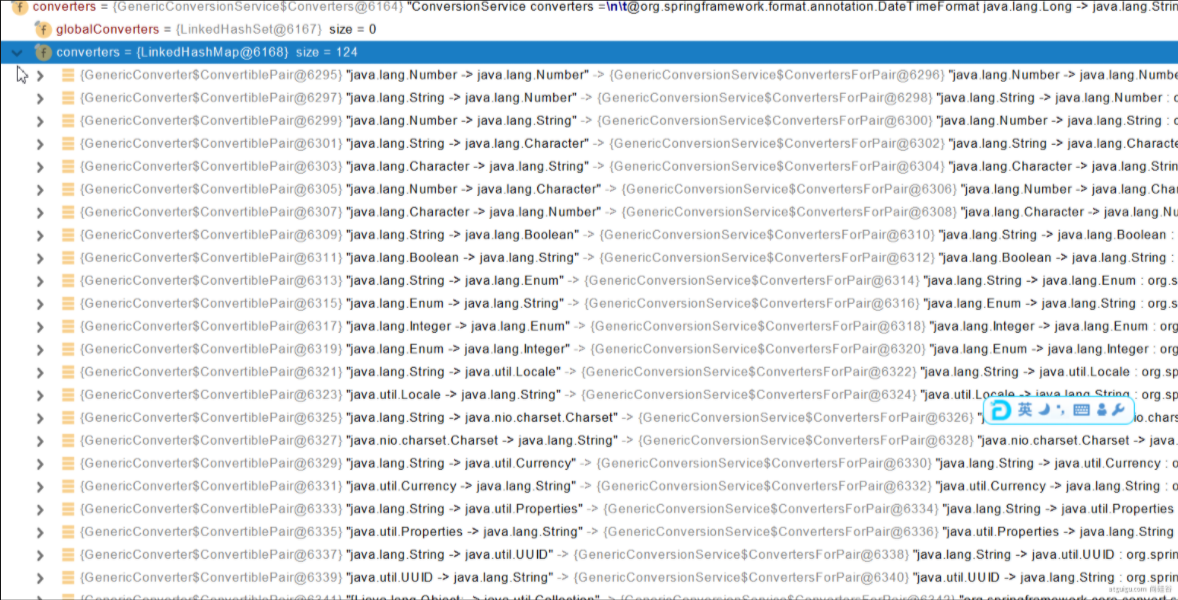 converters = {GenericConversionService$Converters@6164} "ConversionService converters =\n\t@org.springframework.format.annotation.DateTimeFormat java.lang.Long -> java.lang.Strin
globalConverters = {LinkedHashSet@6167} size = 0
converters = {LinkedHashMap@6168} size = 124
{GenericConverter$ConvertiblePair@6295} "java.lang.Number -> java.lang.Number" -> {GenericConversionService$ConvertersForPair@6296} "java.lang.Number -> java.lang.Numbe
{GenericConverter$ConvertiblePair@6297} "java.lang.String -> java.lang.Number" -> {GenericConversionService$ConvertersForPair@6298} "java.lang.String -> java.lang.Number : o
{GenericConverter$ConvertiblePair@6299} "java.lang.Number -> java.lang.String" -> {GenericConversionService$ConvertersForPair@6300} "java.lang.Number -> java.lang.String : o
{GenericConverter$ConvertiblePair@6301} "java.lang.String -> java.lang.Character" -> {GenericConversionService$ConvertersForPair@6302} "java.lang.String -> java.lang.Characte
{GenericConverter$ConvertiblePair@6303} "java.lang.Character -> java.lang.String" -> {GenericConversionService$ConvertersForPair@6304} "java.lang.Character -> java.lang.Strin
{GenericConverter$ConvertiblePair@6305} "java.lang.Number -> java.lang.Character" -> {GenericConversionService$ConvertersForPair@6306} "java.lang.Number -> java.lang.Char
{GenericConverter$ConvertiblePair@6307} "java.lang.Character -> java.lang.Number" -> {GenericConversionService$ConvertersForPair@6308} "java.lang.Character -> java.lang.Nu
{GenericConverter$ConvertiblePair@6309} "java.lang.String -> java.lang.Boolean" -> {GenericConversionService$ConvertersForPair@6310} "java.lang.String -> java.lang.Boolean :
{GenericConverter$ConvertiblePair@6311} "java.lang.Boolean -> java.lang.String" -> {GenericConversionService$ConvertersForPair@6312} "java.lang.Boolean -> java.lang.String :
{GenericConverter$ConvertiblePair@6313} "java.lang.String -> java.lang.Enum" -> {GenericConversionService$ConvertersForPair@6314} "java.lang.String -> java.lang.Enum : org.s
{GenericConverter$ConvertiblePair@6315} "java.lang.Enum -> java.lang.String" -> {GenericConversionService$ConvertersForPair@6316} "java.lang.Enum -> java.lang.String : org.s
{GenericConverter$ConvertiblePair@6317} "java.lang.Integer -> java.lang.Enum" -> {GenericConversionService$ConvertersForPair@6318} "java.lang.Integer -> java.lang.Enum : org
{GenericConverter$ConvertiblePair@6319} "java.lang.Enum -> java.lang.Integer" -> {GenericConversionService$ConvertersForPair@6320} "java.lang.Enum -> java.lang.Integer : org
{GenericConverter$ConvertiblePair@6321} "java.lang.String -> java.util.Locale" -> {GenericConversionService$ConvertersForPair@6322} "java.lang.String -> java.util.Locale : org.sp
{GenericConverter$ConvertiblePair@6323} "java.util.Locale -> java.lang.String" -> {GenericConversionService$ConvertersForPair@6324} "java.util.Locale -> java.lang.String : org.sp
{GenericConverter$ConvertiblePair@6325} "java.lang.String -> java.nio.charset.Charset" -> {GenericConversionService$ConvertersForPair@6326} io.chars
英
{GenericConverter$ConvertiblePair@6327} "java.nio.charset.Charset -> java.lang.String" -> {GenericConversionService$ConvertersForPair@6328} "java.nio.charset.Charset -> java.
{GenericConverter$ConvertiblePair@6329} "java.lang.String -> java.util.Currency" -> {GenericConversionService$ConvertersForPair@6330} "java.lang.String -> java.util.Currency : o
{GenericConverter$ConvertiblePair@6331} "java.util.Currency -> java.lang.String" -> {GenericConversionService$ConvertersForPair@6332} "java.util.Currency -> java.lang.String : o
{GenericConverter$ConvertiblePair@6333} "java.lang.String -> java.util.Properties" -> {GenericConversionService$ConvertersForPair@6334} "java.lang.String -> java.util.Properties
{GenericConverter$ConvertiblePair@6335} "java.util.Properties -> java.lang.String" -> {GenericConversionService$ConvertersForPair@6336} "java.util.Properties -> java.lang.String
{GenericConverter$ConvertiblePair@6337} "java.lang.String -> java.util.UUID" -> {GenericConversionService$ConvertersForPair@6338} "java.lang.String -> java.util.UUID : org.sprin
{GenericConverter$ConvertiblePair@6339} "java.util.UUID -> java.lang.String" -> {GenericConversionService$ConvertersForPair@6340} "java.util.UUID -> java.lang.String : org.sprin